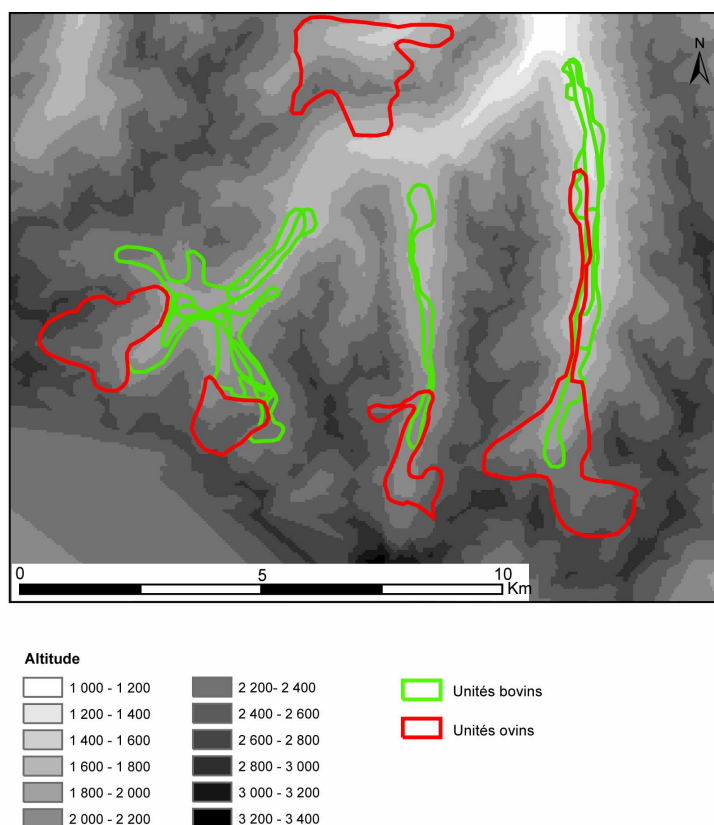 N
0 5 10
Km
Altitude
1 000 - 1 200
1 200 - 1 400
1 400 - 1 600
1 600 - 1 800
1 800 - 2 000
2 000 - 2 200
2 200- 2 400
2 400 - 2 600
2 600 - 2 800
2 800 - 3 000
3 000 - 3 200
3 200 - 3 400
Unités bovins
Unités ovins